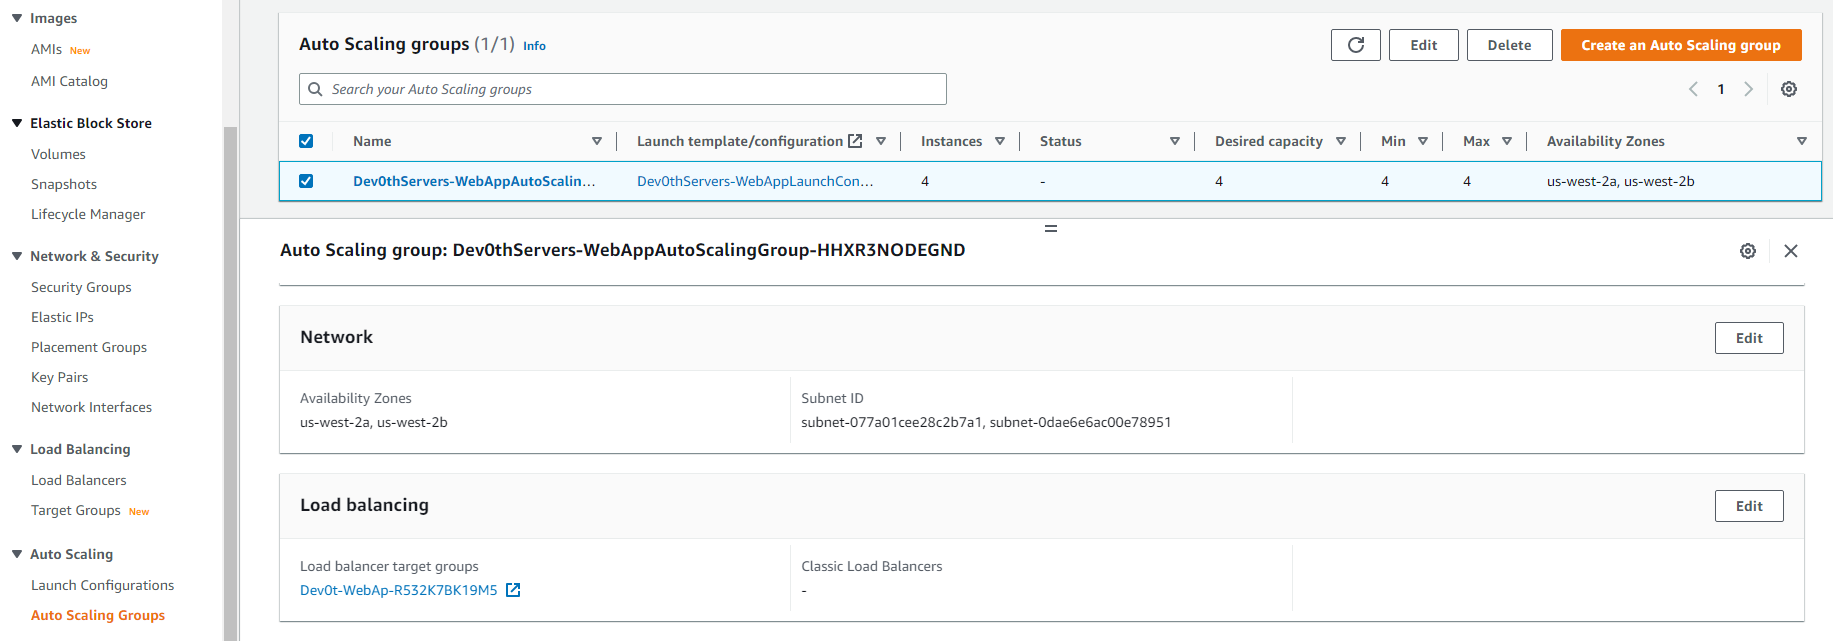 Images
AMIs New
AMI Catalog
Elastic Block Store
Volumes
Snapshots
Lifecycle Manager
Network & Security
Security Groups
Elastic IPs
Placement Groups
Key Pairs
Network Interfaces
Load Balancing
Load Balancers
Target Groups New
Auto Scaling
Launch Configurations
Auto Scaling Groups
Auto Scaling groups (1/1) Info
Edit
Delete
Create an Auto Scaling group
Search your Auto Scaling groups
1
Name Launch template/configuration Instances Status Desired capacity Min Max Availability Zones
Dev0thServers-WebAppAutoScalin... Dev0thServers-WebAppLaunchCon... 4 - 4 4 4 us-west-2a, us-west-2b
Auto Scaling group: Dev0thServers-WebAppAutoScalingGroup-HHXR3NODEGND
Network
Edit
Availability Zones
us-west-2a, us-west-2b
Subnet ID
subnet-077a01cee28c2b7a1, subnet-0dae6e6ac00e78951
Load balancing
Edit
Load balancer target groups
Dev0t-WebAp-R532K7BK19M5
Classic Load Balancers
-